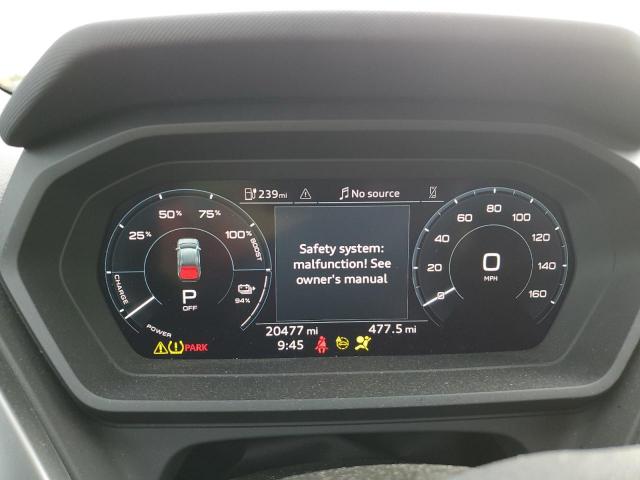 239mi No source
50% 75%
25% 100%
BOOST
CHARGE
POWER
P
OFF
94%
Safety system:
malfunction! See
owner's manual
60 80 100
40 120
20 140
0 160
0
MPH
20477 mi 477.5 mi
PARK 9:45